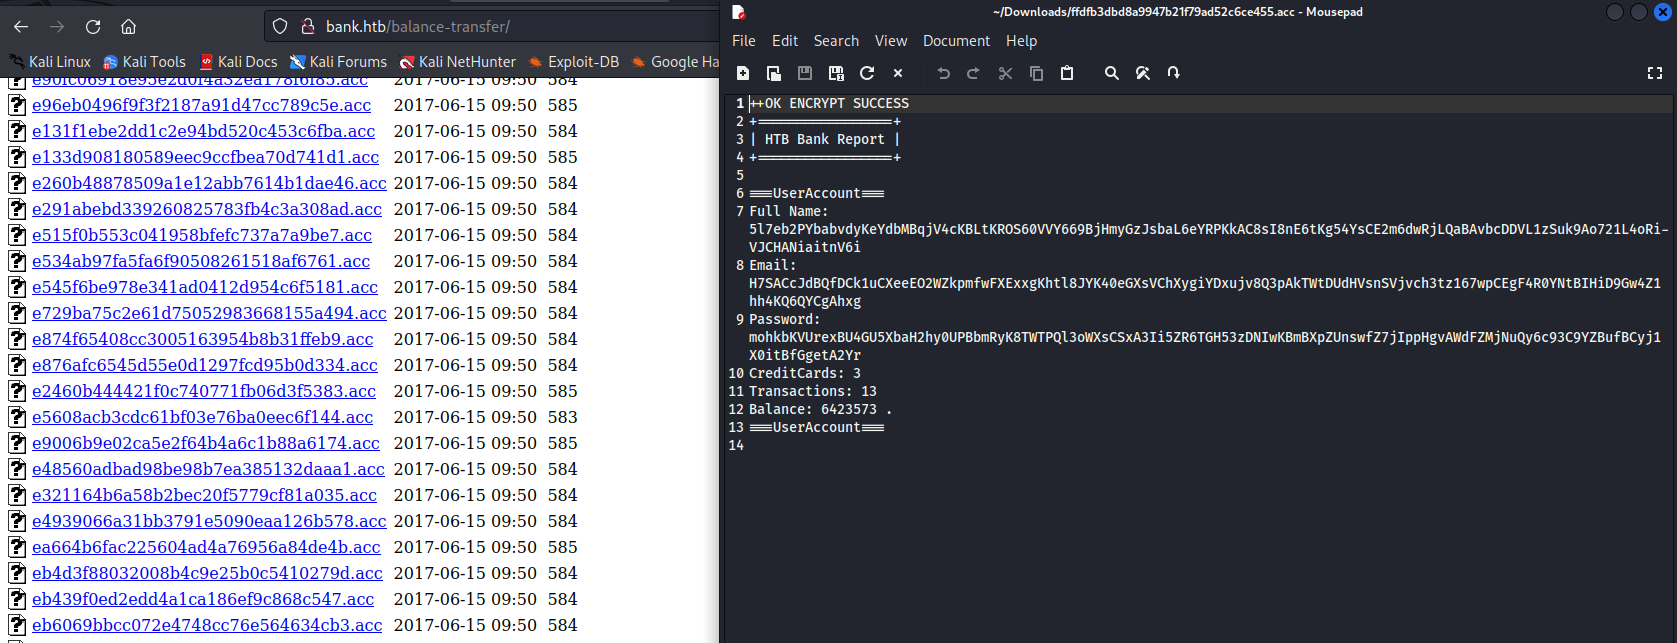 bank.htb/balance-transfer/
Kali Linux Kali Tools Kali Docs Kali Forums Kali NetHunter Exploit-DB Google Ha
e90fc06918e95e2d0f4a32ea178f6f85.acc 2017-06-15 09:50 584
e96eb0496f9f3f2187a91d47cc789c5e.acc 2017-06-15 09:50 585
e131f1ebe2dd1c2e94bd520c453c6fba.acc 2017-06-15 09:50 584
e133d908180589eec9ccfbea70d741d1.acc 2017-06-15 09:50 585
e260b48878509a1e12abb7614b1dae46.acc 2017-06-15 09:50 584
e291abebd339260825783fb4c3a308ad.acc 2017-06-15 09:50 584
e515f0b553c041958bfefc737a7a9be7.acc 2017-06-15 09:50 584
e534ab97fa5fa6f90508261518af6761.acc 2017-06-15 09:50 584
e545f6be978e341ad0412d954c6f5181.acc 2017-06-15 09:50 584
e729ba75c2e61d75052983668155a494.acc 2017-06-15 09:50 584
e874f65408cc3005163954b8b31ffeb9.acc 2017-06-15 09:50 584
e876afc6545d55e0d1297fcd95b0d334.acc 2017-06-15 09:50 584
e2460b444421f0c740771fb06d3f5383.acc 2017-06-15 09:50 585
e5608acb3cdc61bf03e76ba0eec6f144.acc 2017-06-15 09:50 583
e9006b9e02ca5e2f64b4a6c1b88a6174.acc 2017-06-15 09:50 585
e48560adbad98be98b7ea385132daaa1.acc 2017-06-15 09:50 584
e321164b6a58b2bec20f5779cf81a035.acc 2017-06-15 09:50 584
e4939066a31bb3791e5090eaa126b578.acc 2017-06-15 09:50 584
ea664b6fac225604ad4a76956a84de4b.acc 2017-06-15 09:50 585
eb4d3f88032008b4c9e25b0c5410279d.acc 2017-06-15 09:50 584
eb439f0ed2edd4a1ca186ef9c868c547.acc 2017-06-15 09:50 584
eb6069bbcc072e4748cc76e564634cb3.acc 2017-06-15 09:50 584
~/Downloads/ffdfb3dbd8a9947b21f79ad52c6ce455.acc - Mousepad
File Edit Search View Document Help
1 ++OK ENCRYPT SUCCESS
2 +=================+
3 | HTB Bank Report |
4 +=================+
5
6 ===UserAccount===
7 Full Name:
5l7eb2PYbabvdyKeYdbMBqjV4cKBLtKROS60VVY669BjHmyGzJsbaL6eYRPKkAC8sI8nE6tKg54YsCE2m6dwRjLQaBAvbcDDVL1zSuk9Ao721L4oRi-
VJCHANiaitnV6i
8 Email:
H7SACcJdBQfDCk1uCXeeEO2WZkpmfwFXExxgKhtl8JYK40eGXsVChXygiYDxujv8Q3pAkTWtDUdHVsnSVjvch3tz167wpCEgF4R0YNtBIHiD9Gw4Z1
hh4KQ6QYCgAhxg
9 Password:
mohkbKVUrexBU4GU5XbaH2hy0UPBbmRyK8TWTPQl3oWXsCSxA3Ii5ZR6TGH53zDNIwKBmBXpZUnswfZ7jIppHgvAWdFZMjNuQy6c93C9YZBufBCyj1
X0itBfGgetA2Yr
10 CreditCards: 3
11 Transactions: 13
12 Balance: 6423573 .
13 ===UserAccount===
14